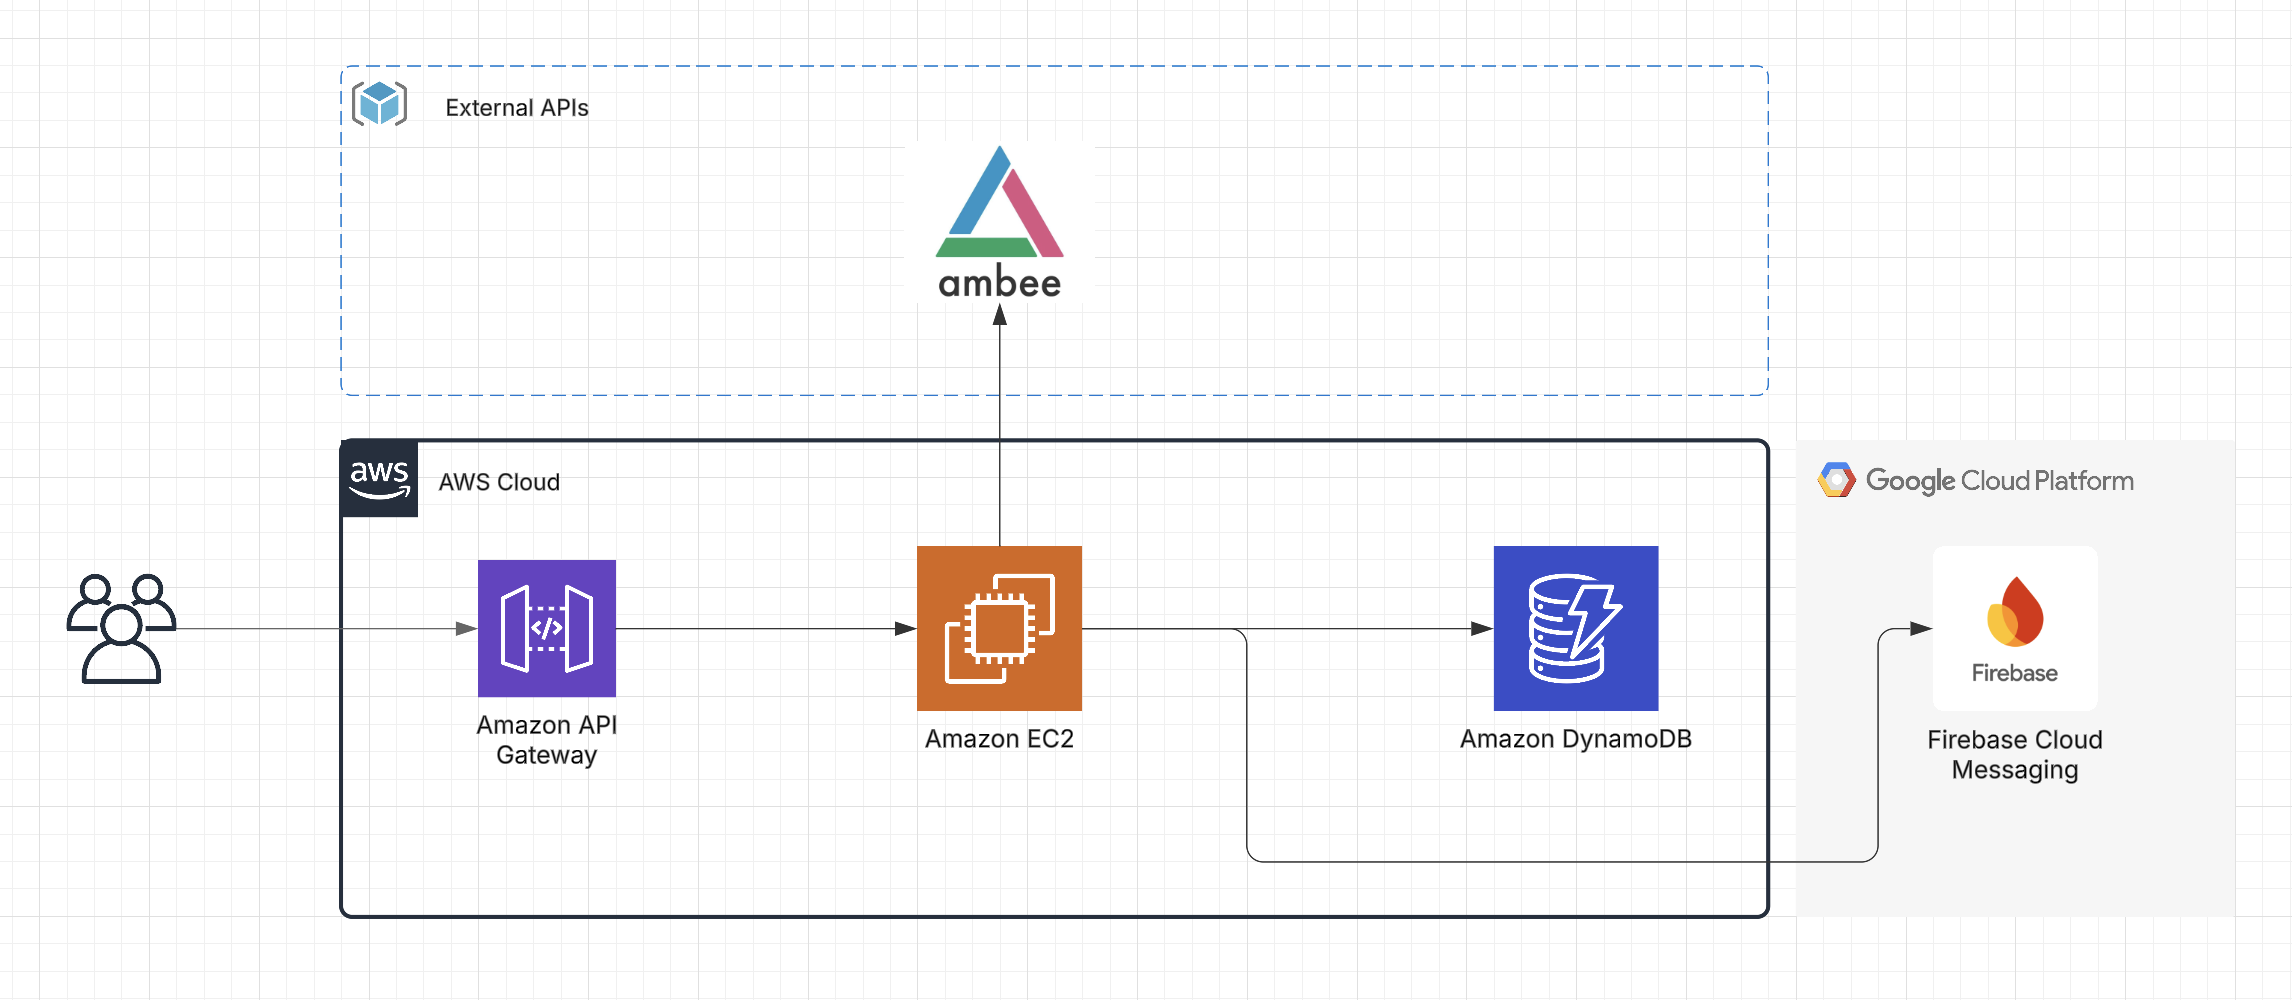 External APIs
ambee
aws
AWS Cloud
Google Cloud Platform
</>
Firebase
Amazon API
Gateway
Amazon EC2
Amazon DynamoDB
Firebase Cloud
Messaging